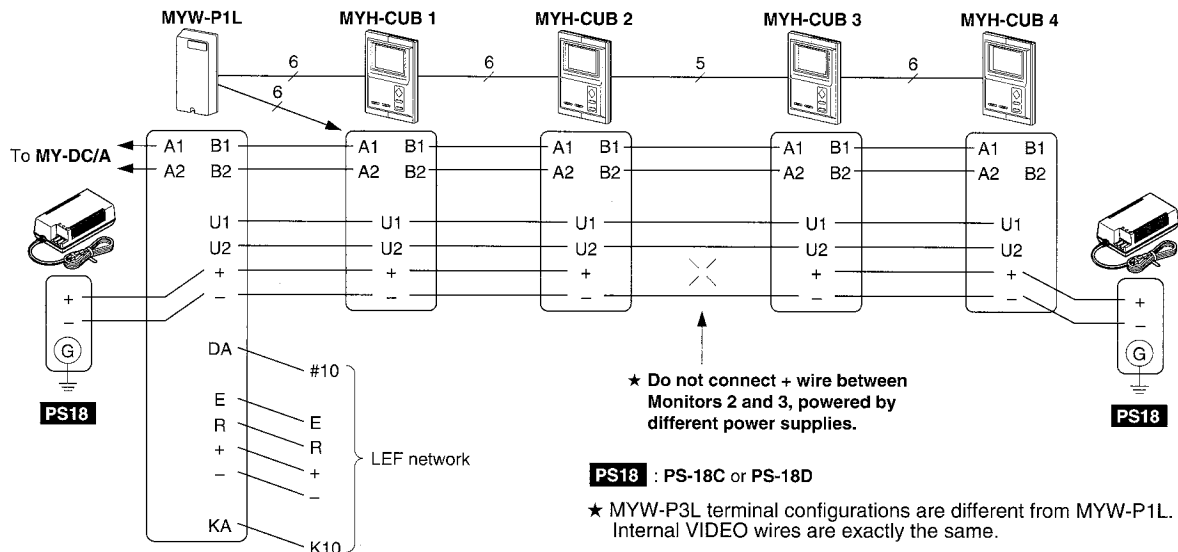 MYW-P1L MYH-CUB 1 MYH-CUB 2 MYH-CUB 3 MYH-CUB 4
6 6 5 6
6
To MY-DC/A A1 B1 A1 B1 A1 B1 A1 B1 A1 B1
A2 B2 A2 B2 A2 B2 A2 B2 A2 B2
U1 U1 U1 U1 U1
U2 U2 U2 U2 U2
+ + + + +
− − − − −
+ +
− −
G G
PS18 PS18
DA #10
E E
R R
+ +
− −
KA K10
LEF network
★ Do not connect + wire between
Monitors 2 and 3, powered by
different power supplies.
PS18 : PS-18C or PS-18D
★ MYW-P3L terminal configurations are different from MYW-P1L.
Internal VIDEO wires are exactly the same.